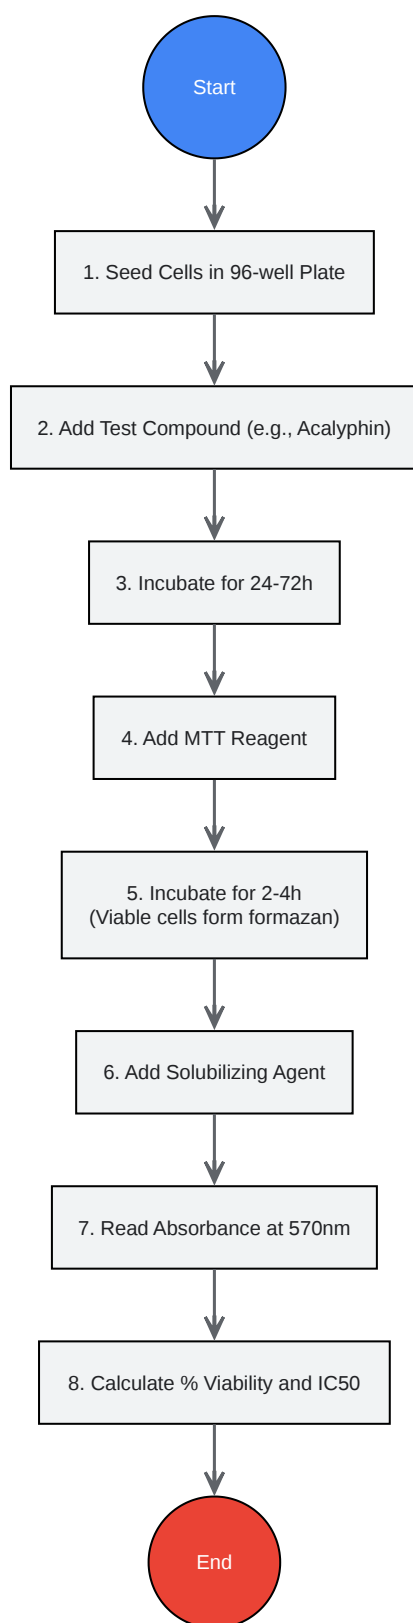 Start
1. Seed Cells in 96-well Plate
2. Add Test Compound (e.g., Acalyphin)
3. Incubate for 24-72h
4. Add MTT Reagent
5. Incubate for 2-4h
(Viable cells form formazan)
6. Add Solubilizing Agent
7. Read Absorbance at 570nm
8. Calculate % Viability and IC50
End